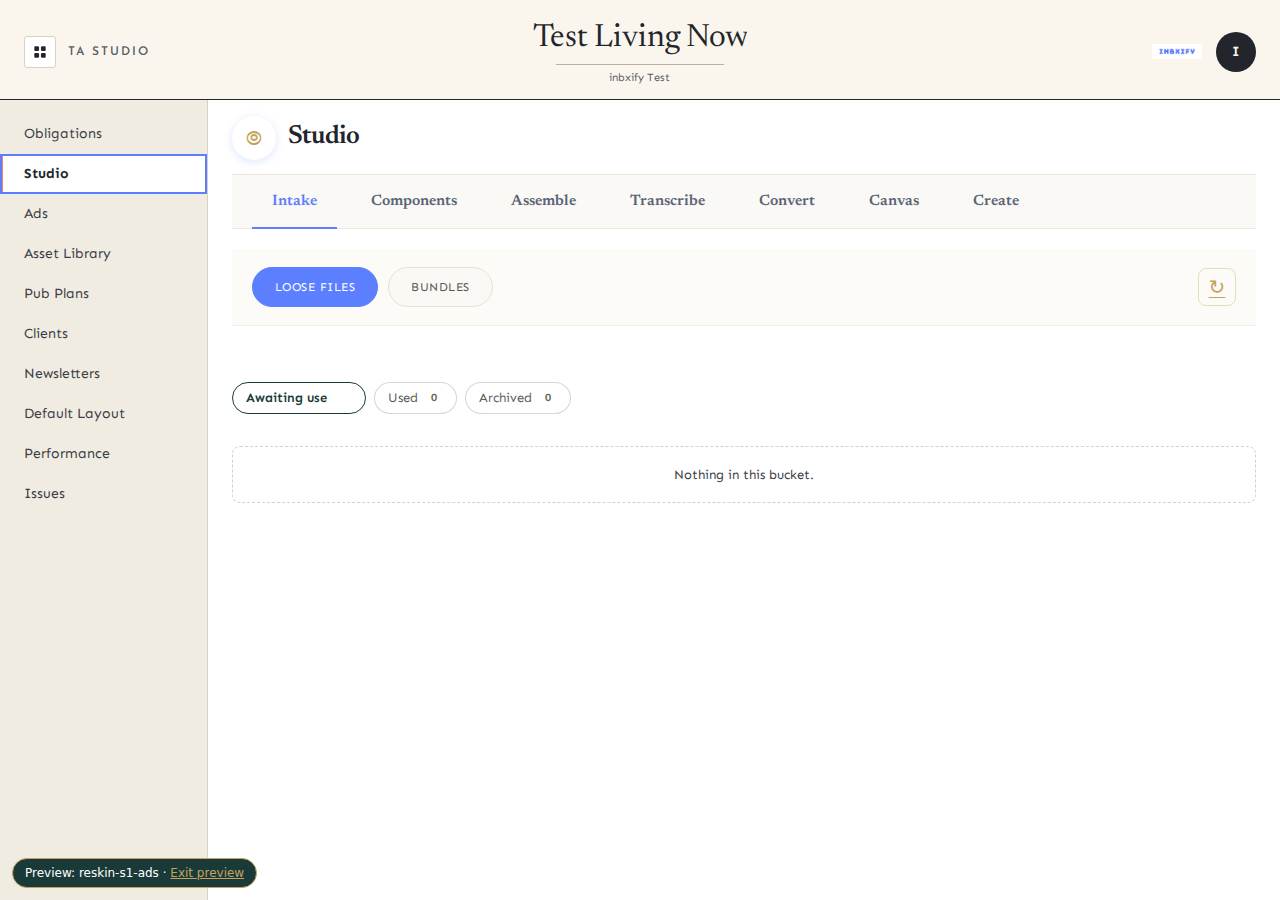 TA STUDIO
Test Living Now
inbxify Test
INBXIFY
I
Obligations
Studio
Ads
Asset Library
Pub Plans
Clients
Newsletters
Default Layout
Performance
Issues
Studio
Intake Components Assemble Transcribe Convert Canvas Create
LOOSE FILES BUNDLES
Awaiting use Used 0 Archived 0
Nothing in this bucket.
Preview: reskin-s1-ads · Exit preview